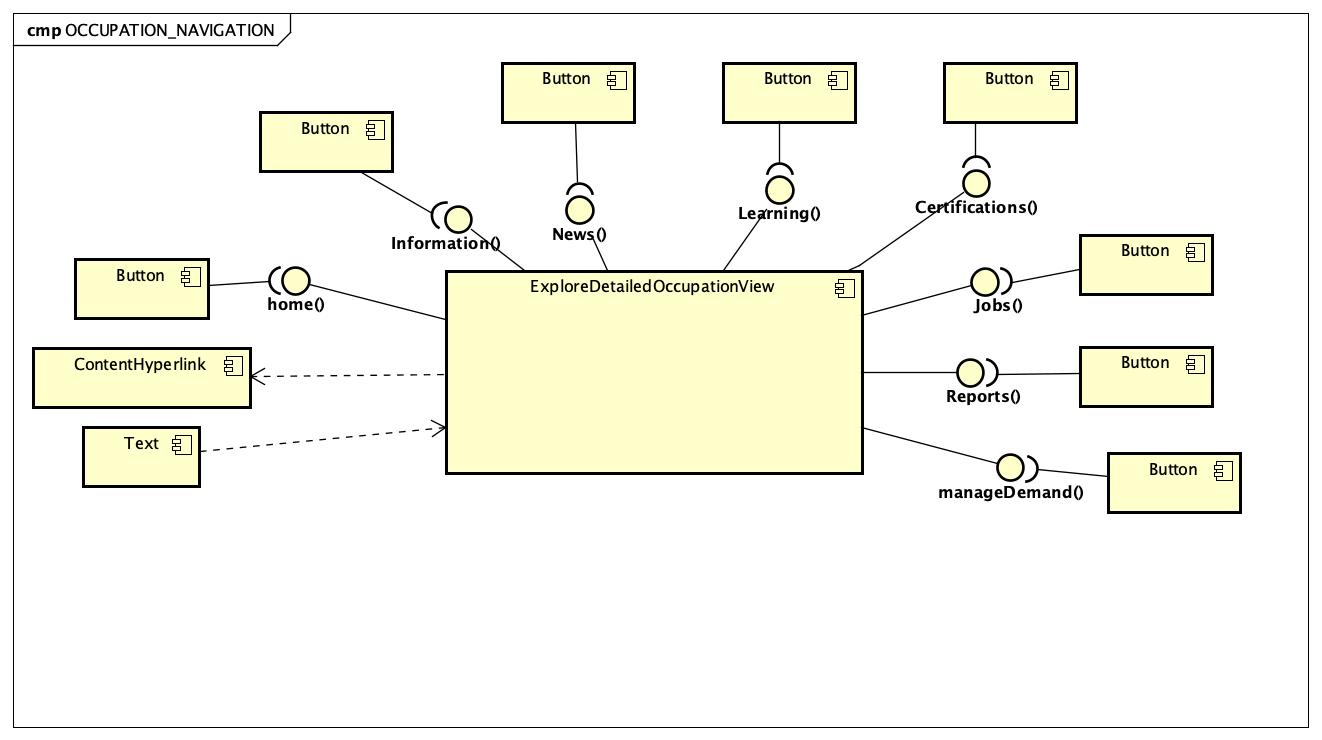 cmp OCCUPATION_NAVIGATION
Button
Button
Button
Button
Information()
News()
Learning()
Certifications()
Button
home()
ExploreDetailedOccupationView
Button
Jobs()
ContentHyperlink
Button
Reports()
Text
Button
manageDemand()